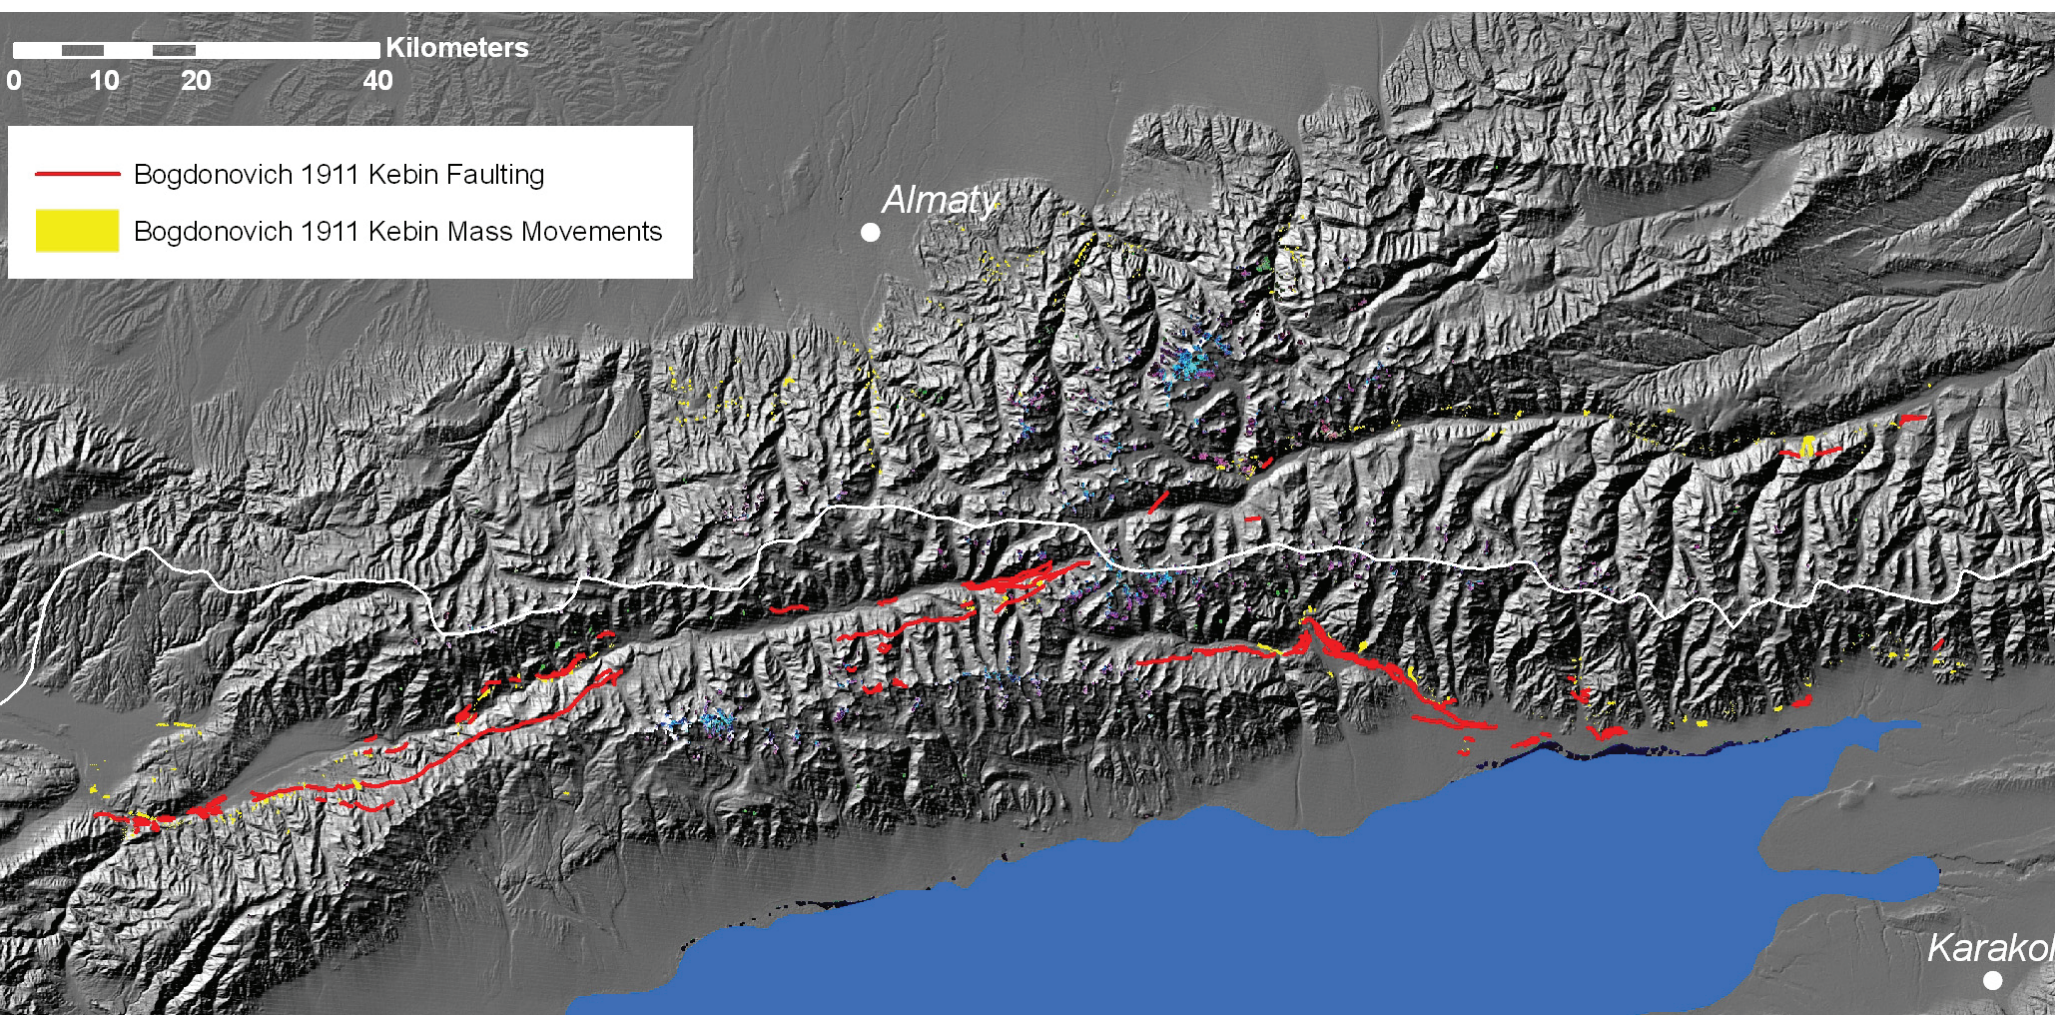 Kilometers
0 10 20 40
Bogdonovich 1911 Kebin Faulting
Bogdonovich 1911 Kebin Mass Movements
Almaty
Karakol